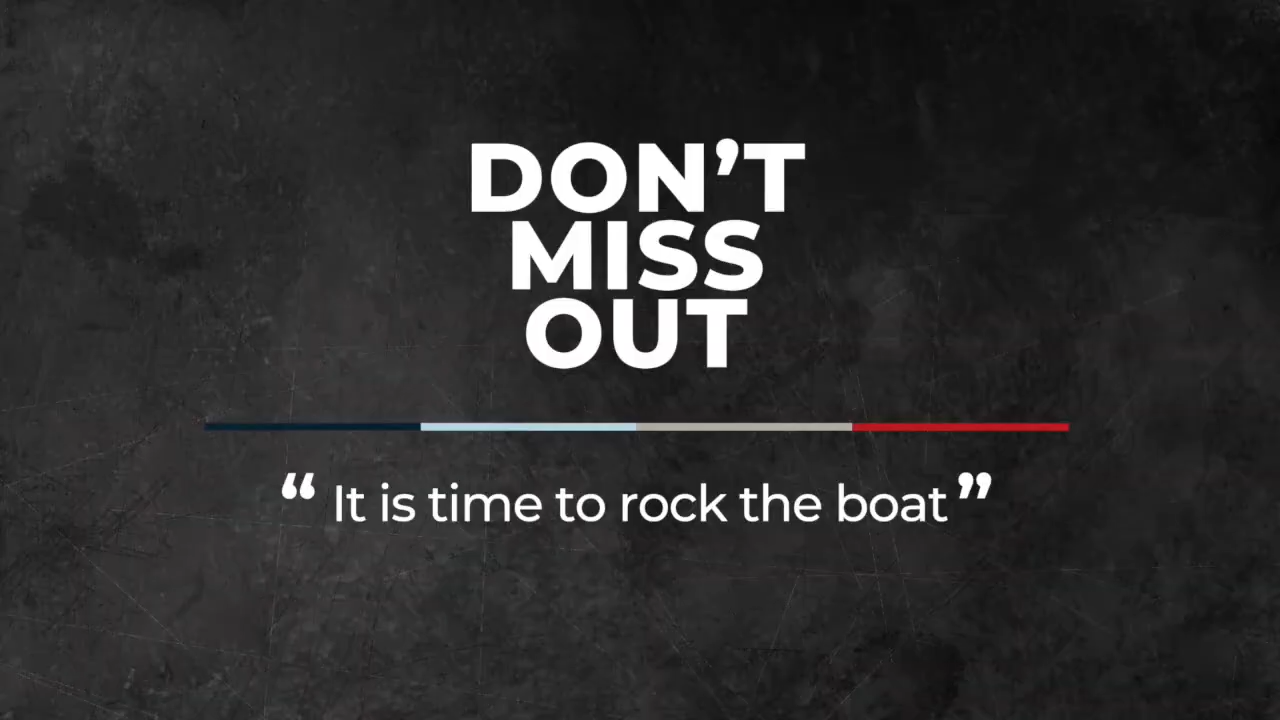 DON’T
MISS
OUT
“ It is time to rock the boat ”